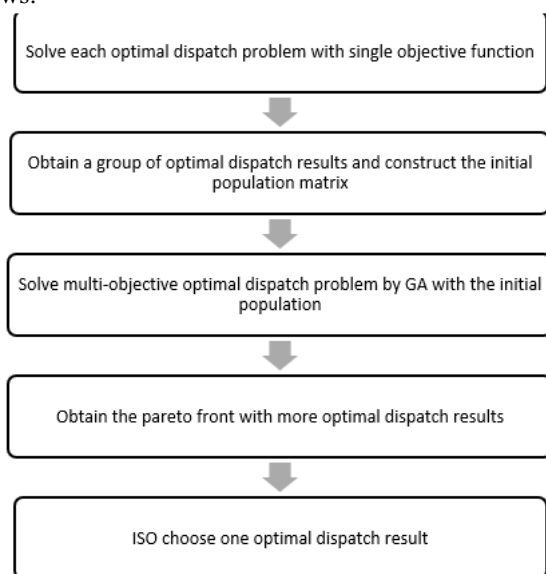 ws:
Solve each optimal dispatch problem with single objective function
Obtain a group of optimal dispatch results and construct the initial
population matrix
Solve multi-objective optimal dispatch problem by GA with the initial
population
Obtain the pareto front with more optimal dispatch results
ISO choose one optimal dispatch result